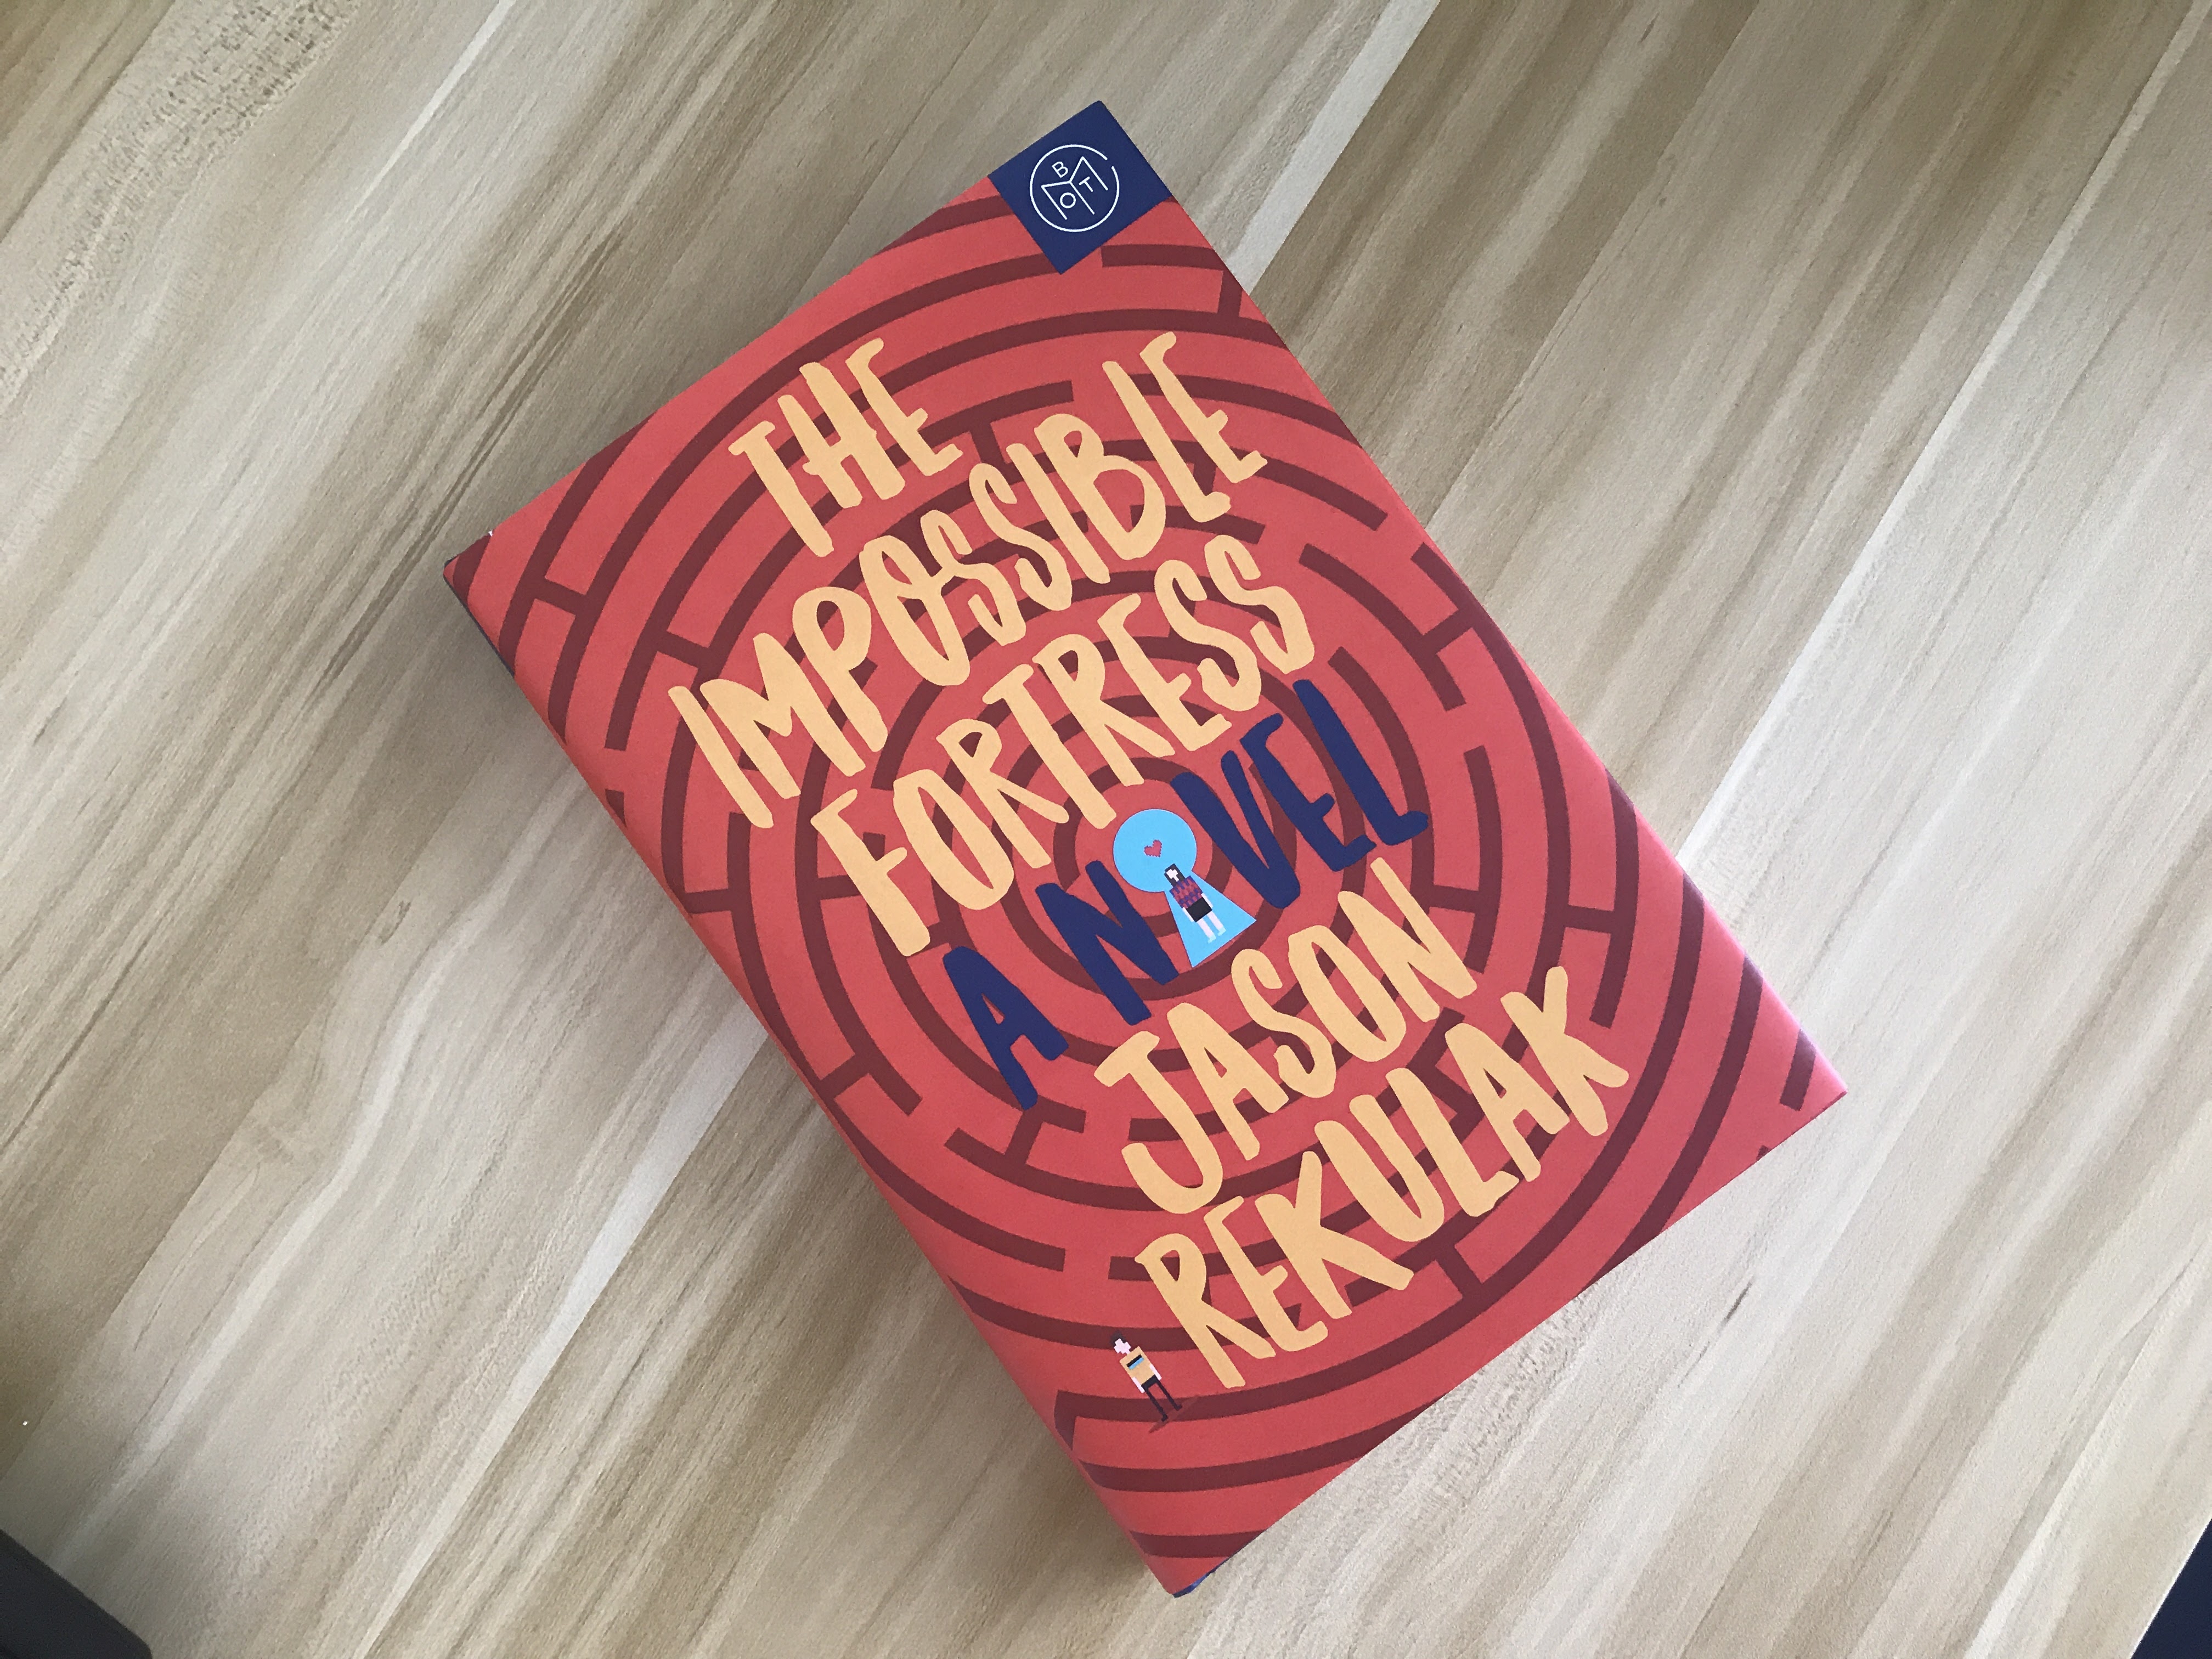 THE
IMPOSSIBLE
FORTRESS
A NOVEL
JASON
REKULAK
BOTM